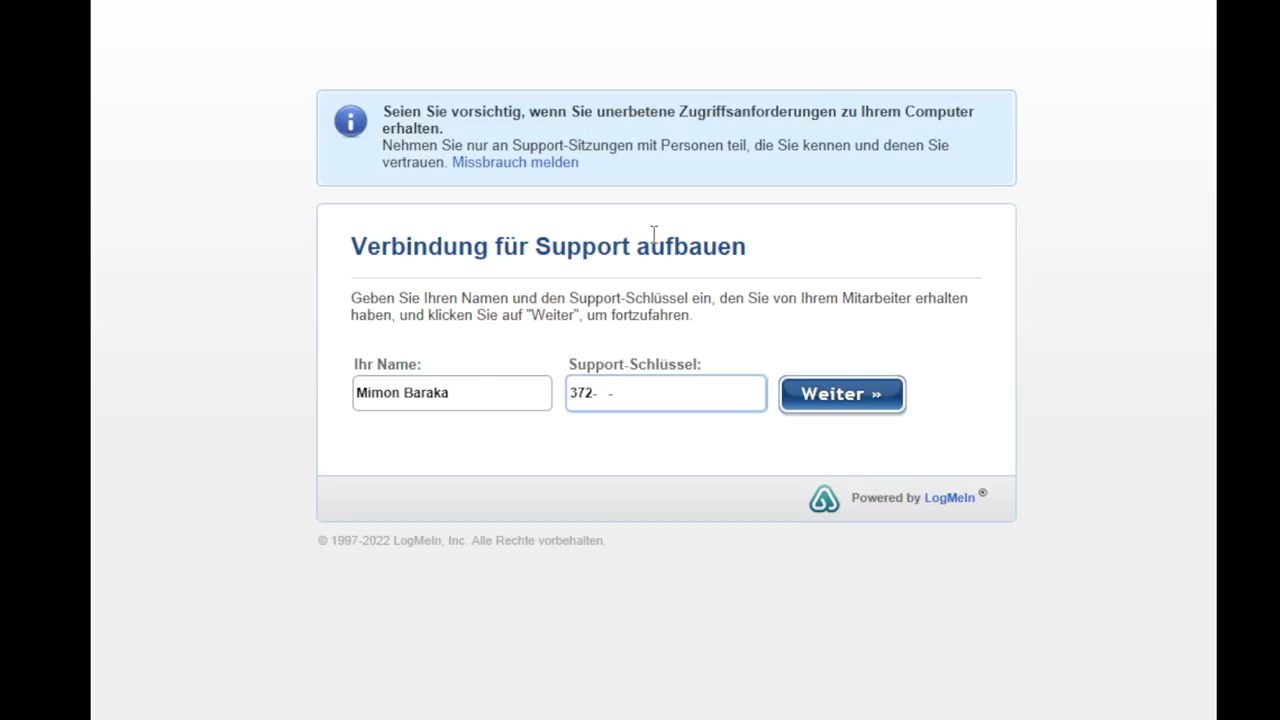 Seien Sie vorsichtig, wenn Sie unerbetene Zugriffsanforderungen zu Ihrem Computer
erhalten.
Nehmen Sie nur an Support-Sitzungen mit Personen teil, die Sie kennen und denen Sie
vertrauen. Missbrauch melden
Verbindung für Support aufbauen
Geben Sie Ihren Namen und den Support-Schlüssel ein, den Sie von Ihrem Mitarbeiter erhalten
haben, und klicken Sie auf "Weiter", um fortzufahren.
Ihr Name: Support-Schlüssel:
Mimon Baraka 372- - Weiter »
Powered by LogMeIn ®
© 1997-2022 LogMeIn, Inc. Alle Rechte vorbehalten.